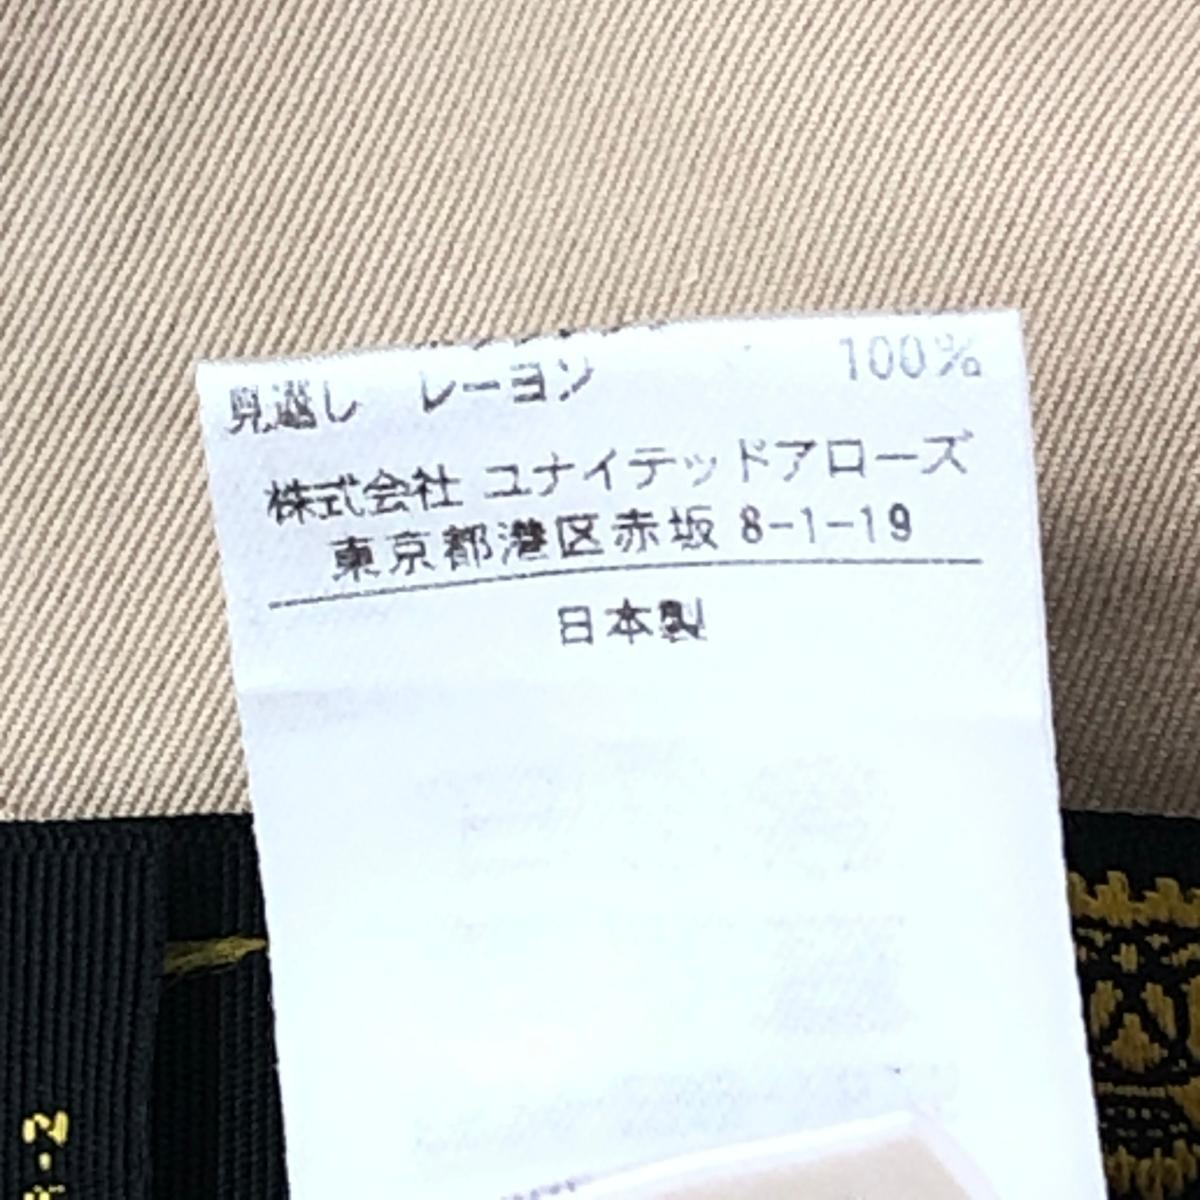 見返し レーヨン 100%
株式会社 ユナイテッドアローズ
東京都港区赤坂 8-1-19
日本製